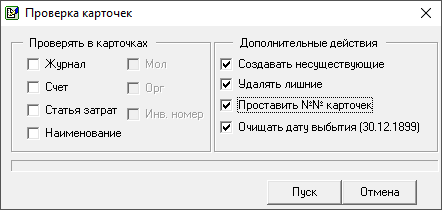 Проверка карточек
Проверять в карточках
Журнал
Мол
Счет
Орг
Статья затрат
Инв. номер
Наименование
Дополнительные действия
Создавать несуществующие
Удалять лишние
Проставить №№ карточек
Очищать дату выбытия (30.12.1899)
Пуск
Отмена